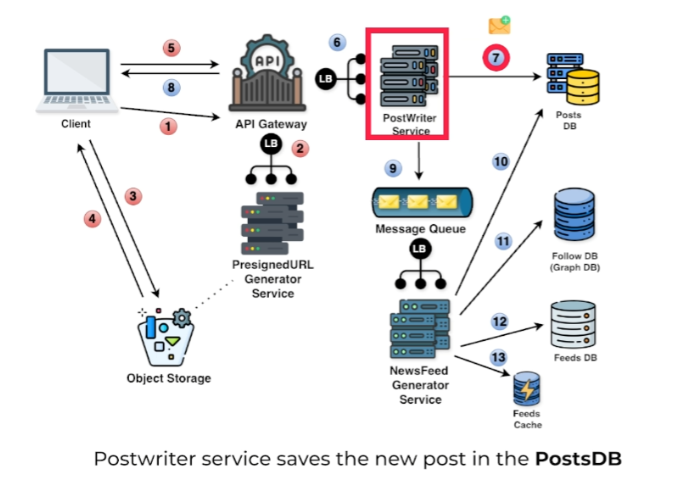 5
6
7
API
8
LB
Client
1
API Gateway
PostWriter
Service
Posts
DB
LB
2
9
10
3
4
Message Queue
11
LB
PresignedURL
Generator
Service
Follow DB
(Graph DB)
12
Object Storage
NewsFeed
Generator
Service
13
Feeds DB
Feeds
Cache
Postwriter service saves the new post in the PostsDB